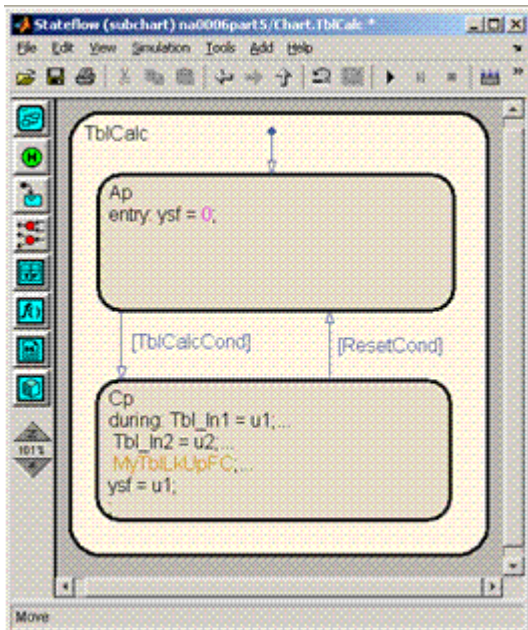 Stateflow (subchart) na0006part5/Chart.TblCalc *
File Edit View Simulation Tools Add Help
TblCalc
Ap
entry: ysf = 0;
[TblCalcCond]
[ResetCond]
Cp
during: Tbl_In1 = u1;...
Tbl_In2 = u2;...
MyTblLkUpFC;...
ysf = u1;
101%
Move